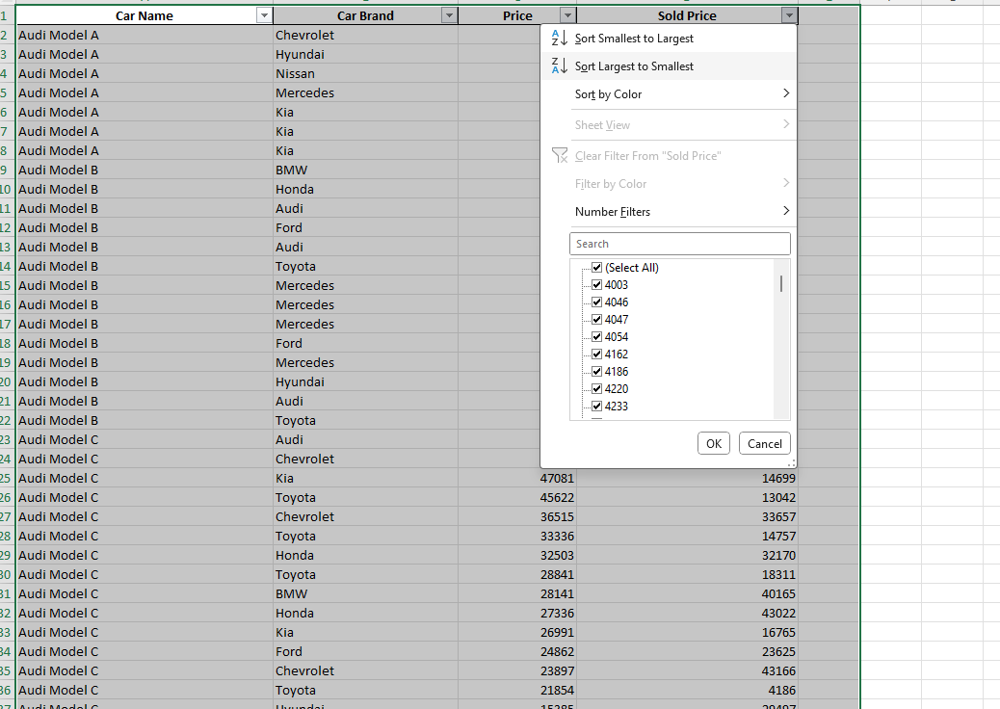 1 Car Name Car Brand Price Sold Price
2 Audi Model A Chevrolet
3 Audi Model A Hyundai
4 Audi Model A Nissan
5 Audi Model A Mercedes
6 Audi Model A Kia
7 Audi Model A Kia
8 Audi Model A Kia
9 Audi Model B BMW
10 Audi Model B Honda
11 Audi Model B Audi
12 Audi Model B Ford
13 Audi Model B Audi
14 Audi Model B Toyota
15 Audi Model B Mercedes
16 Audi Model B Mercedes
17 Audi Model B Mercedes
18 Audi Model B Ford
19 Audi Model B Mercedes
20 Audi Model B Hyundai
21 Audi Model B Audi
22 Audi Model B Toyota
23 Audi Model C Audi
24 Audi Model C Chevrolet
25 Audi Model C Kia 47081 14699
26 Audi Model C Toyota 45622 13042
27 Audi Model C Chevrolet 36515 33657
28 Audi Model C Toyota 33336 14757
29 Audi Model C Honda 32503 32170
30 Audi Model C Toyota 28841 18311
31 Audi Model C BMW 28141 40165
32 Audi Model C Honda 27336 43022
33 Audi Model C Kia 26991 16765
34 Audi Model C Ford 24862 23625
35 Audi Model C Chevrolet 23897 43166
36 Audi Model C Toyota 21854 4186
37 Audi Model C Hyundai 15385 29497
Sort Smallest to Largest
Sort Largest to Smallest
Sort by Color
Sheet View
Clear Filter From "Sold Price"
Filter by Color
Number Filters
Search
(Select All)
4003
4046
4047
4054
4162
4186
4220
4233
OK Cancel